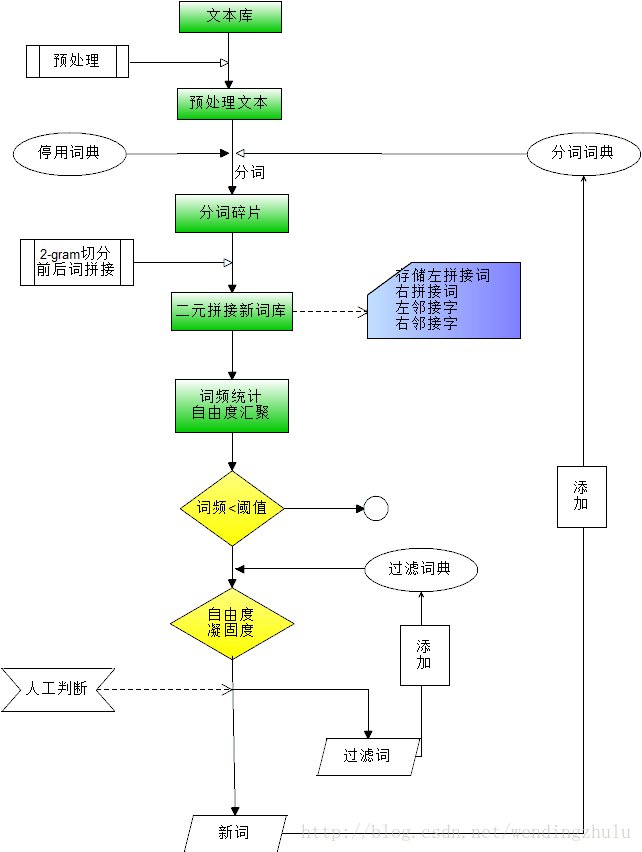 文本库
预处理
预处理文本
停用词典
分词词典
分词
分词碎片
2-gram切分
前后词拼接
存储左拼接词
右拼接词
左邻接字
右邻接字
二元拼接新词库
词频统计
自由度汇聚
词频<阈值
添
加
过滤词典
自由度
凝固度
添
加
人工判断
过滤词
新词
http://blog.csdn.net/wendingzhulu